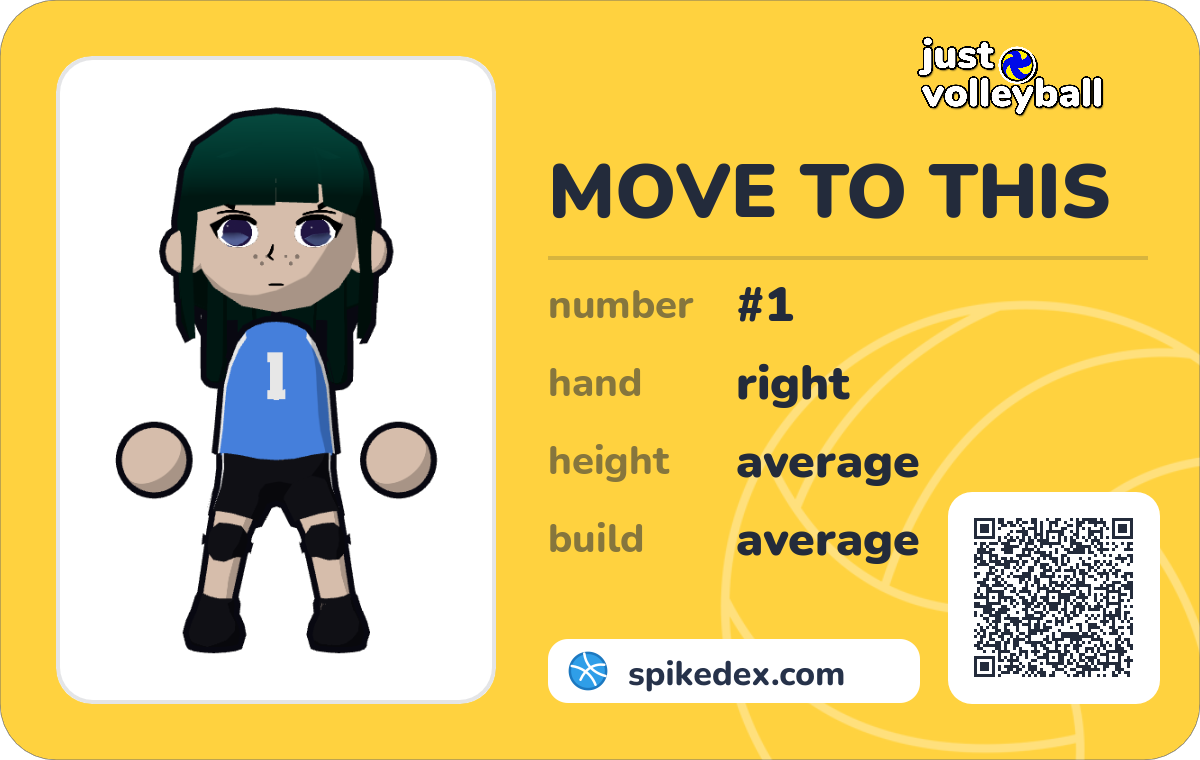 just
volleyball
MOVE TO THIS
number #1
hand right
height average
build average
1
spikedex.com